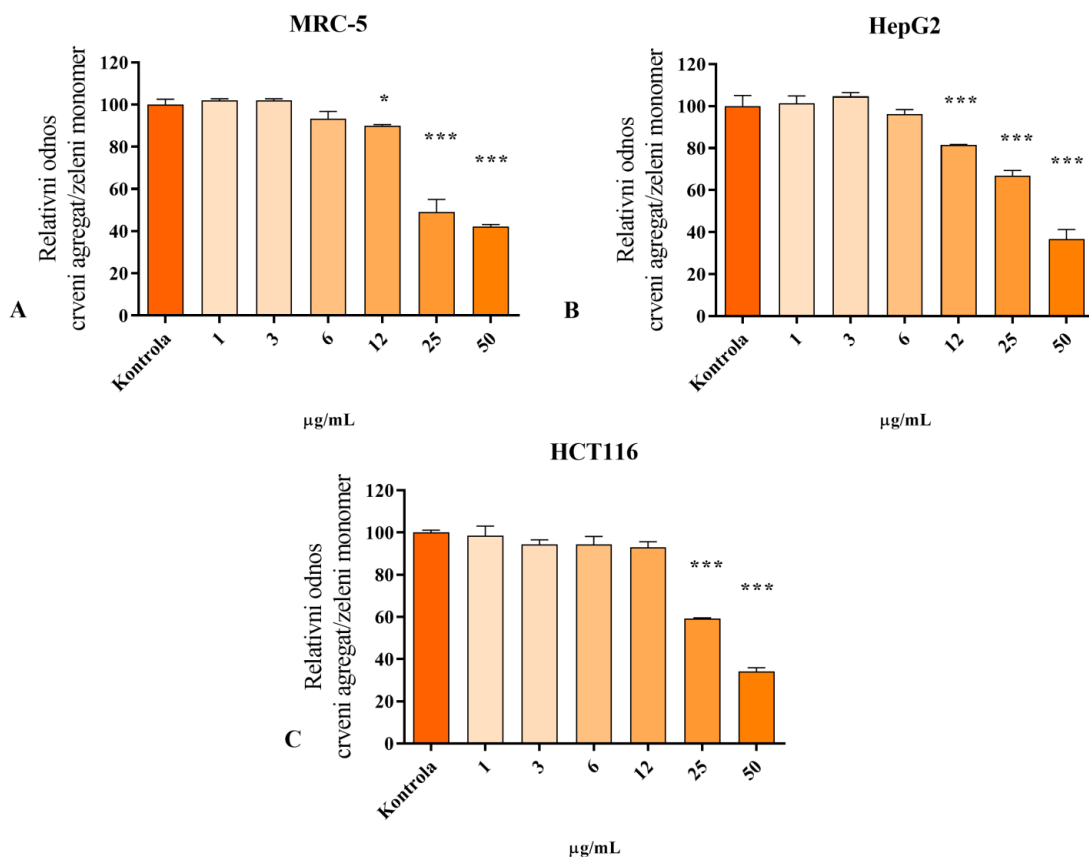 MRC-5
Relativni odnos
crveni agregat/zeleni monomer
120
100
80
60
40
20
0
*
***
***
Kontrola
1
3
6
12
25
50
µg/mL
A
HepG2
Relativni odnos
crveni agregat/zeleni monomer
120
100
80
60
40
20
0
***
***
***
Kontrola
1
3
6
12
25
50
µg/mL
B
HCT116
Relativni odnos
crveni agregat/zeleni monomer
120
100
80
60
40
20
0
***
***
Kontrola
1
3
6
12
25
50
µg/mL
C